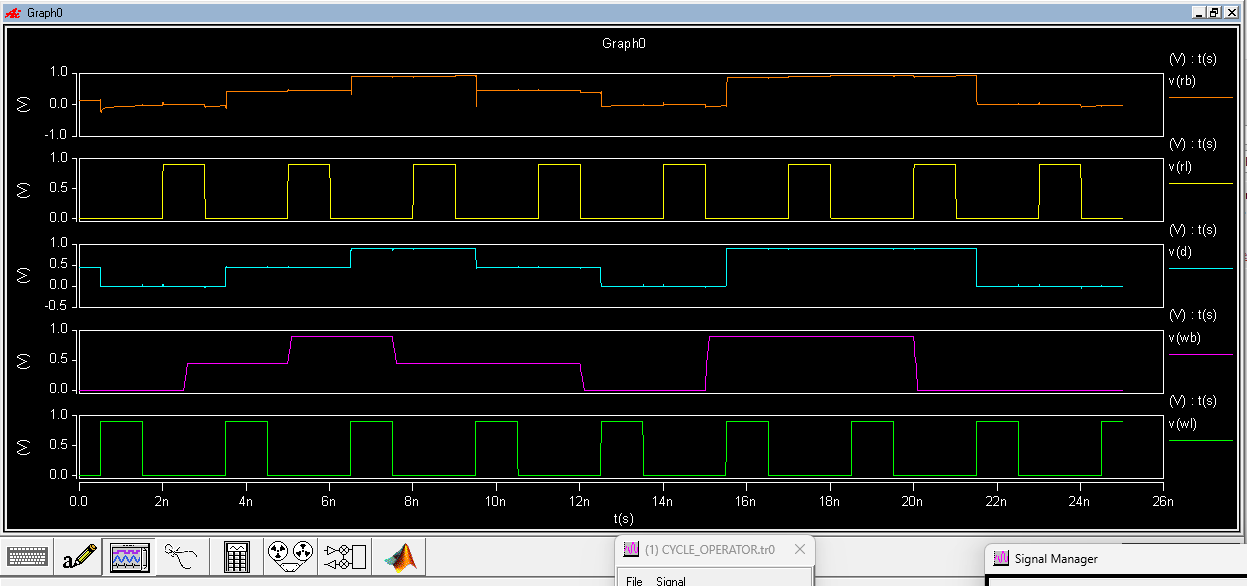 Graph0
Graph0
(V) : t(s)
v(rb)
1.0
0.0
-1.0
(V)
(V) : t(s)
v(rl)
1.0
0.5
0.0
(V)
(V) : t(s)
v(d)
1.0
0.5
0.0
-0.5
(V)
(V) : t(s)
v(wb)
1.0
0.5
0.0
(V)
(V) : t(s)
v(wl)
1.0
0.5
0.0
(V)
0.0 2n 4n 6n 8n 10n 12n 14n 16n 18n 20n 22n 24n 26n
t(s)
a
(1) CYCLE_OPERATOR.tr0
File Signal
Signal Manager